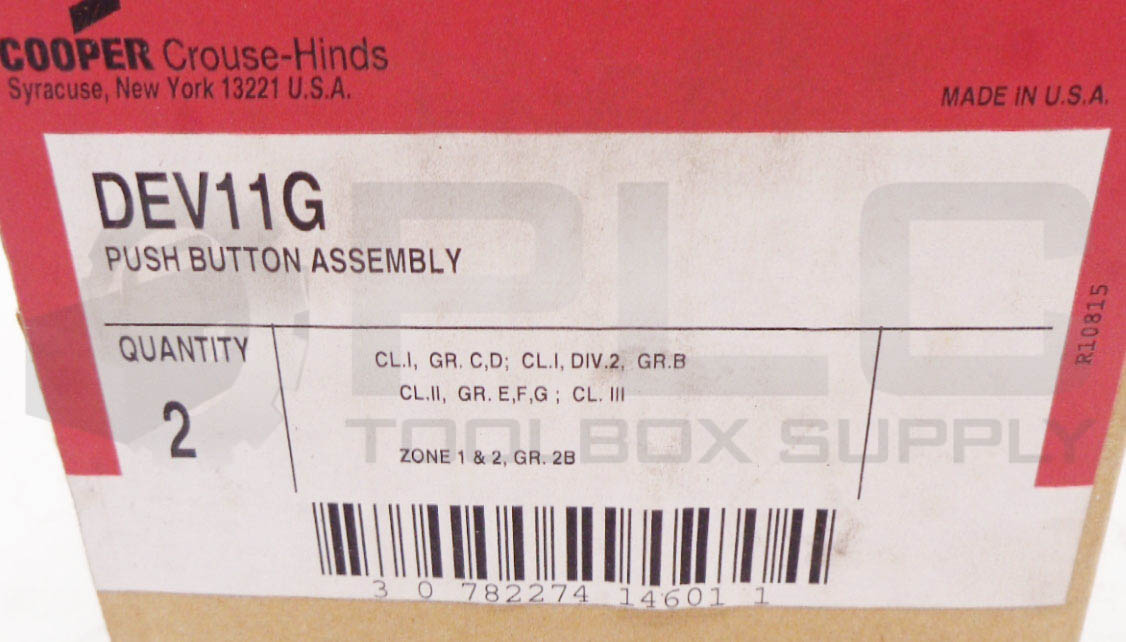 COOPER Crouse-Hinds
Syracuse, New York 13221 U.S.A.
MADE IN U.S.A.
DEV11G
PUSH BUTTON ASSEMBLY
R10815
QUANTITY
2
CL.I, GR. C,D; CL.I, DIV.2, GR.B
CL.II, GR. E,F,G ; CL. III
ZONE 1 & 2, GR. 2B
PLC
TOOLBOX SUPPLY
3 0 782274 14601 1